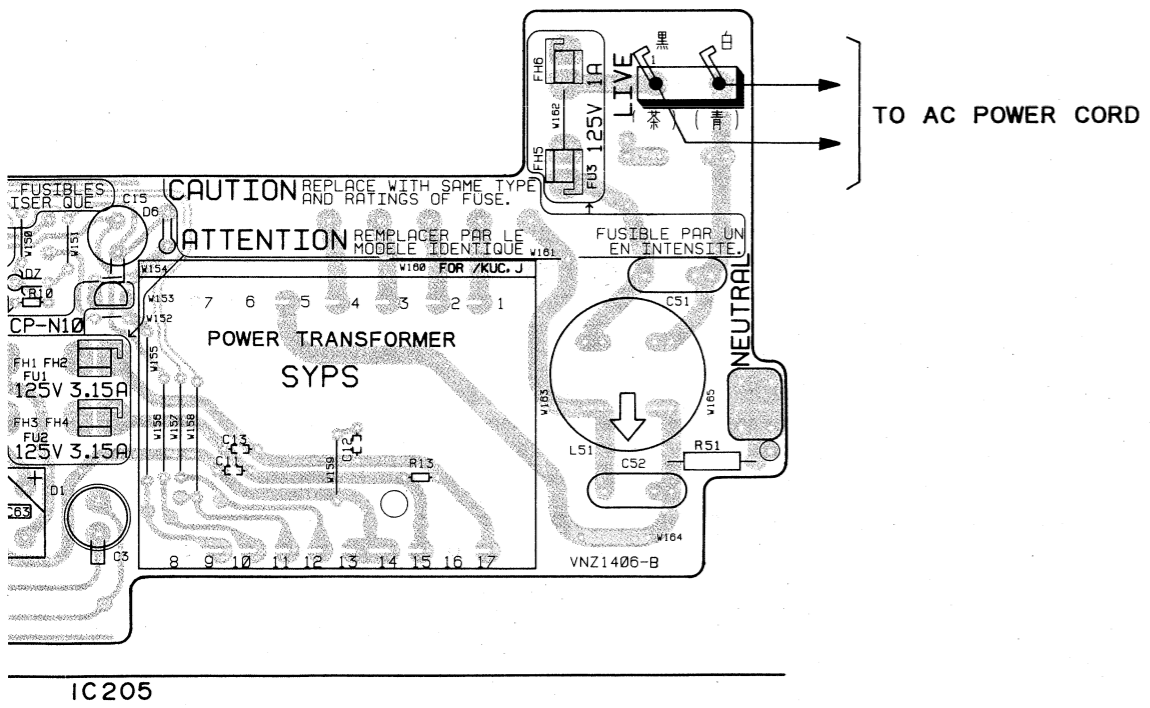 黒 白
1
FH6
1A
LIVE
W162
125V
(茶) (青)
TO AC POWER CORD
FH5
FU3
FUSIBLES
ISER QUE
C15
D6
CAUTION REPLACE WITH SAME TYPE
AND RATINGS OF FUSE.
ATTENTION REMPLACER PAR LE
MODELE IDENTIQUE
FUSIBLE PAR UN
EN INTENSITE.
W150
W151
W161
W154
W160 FOR /KUC, J
D7
R10
W153
W152
7 6 5 4 3 2 1
C51
NEUTRAL
CP-N10
POWER TRANSFORMER
SYPS
FH1 FH2
FU1
125V 3.15A
W155
FH3 FH4
FU2
125V 3.15A
W156
W157
W158
W163
W165
C13
C11
C12
W159
R13
L51
C52
R51
D1
C63
C3
W164
8 9 10 11 12 13 14 15 16 17
VNZ1406-B
IC205